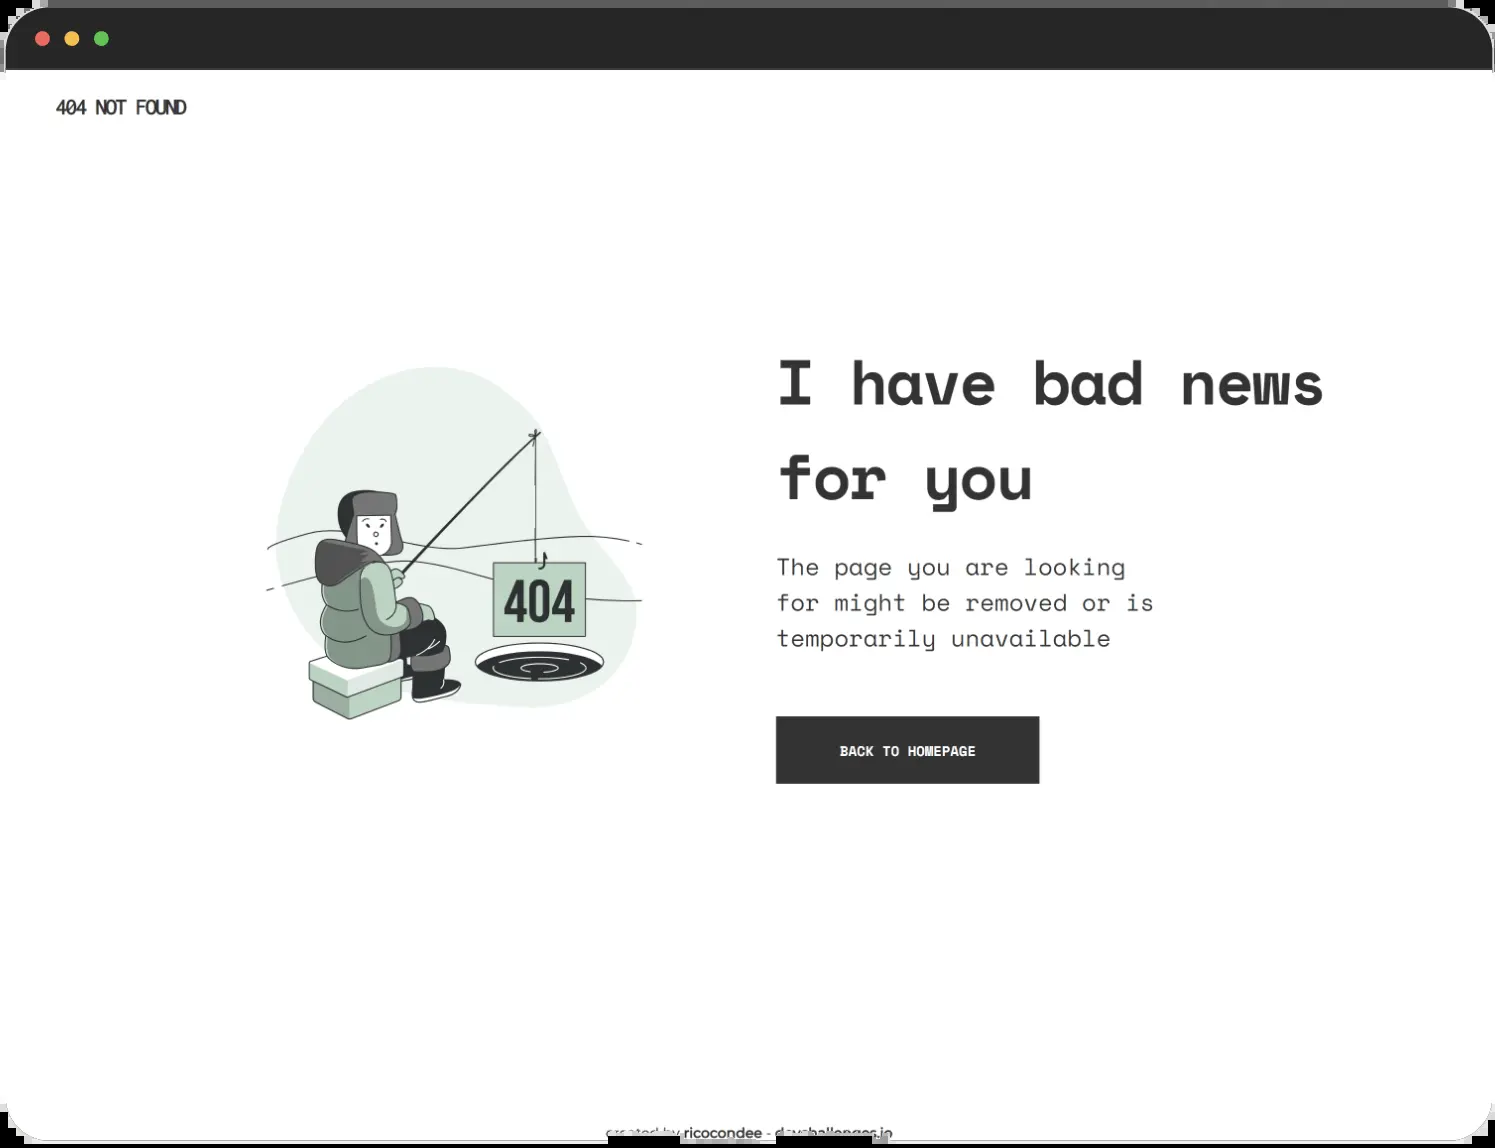 404 NOT FOUND
I have bad news
for you
404
The page you are looking
for might be removed or is
temporarily unavailable
BACK TO HOMEPAGE
created by ricocondee - devchallenges.io